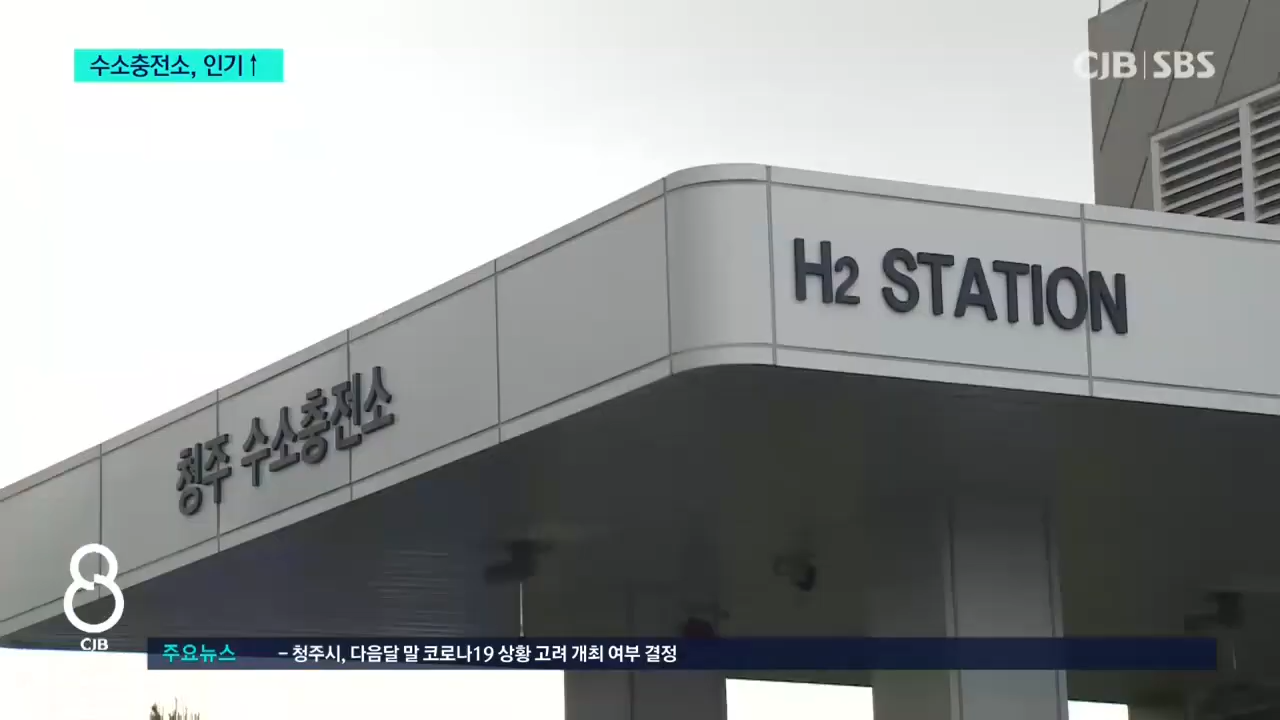 수소충전소, 인기↑
CJB SBS
H2 STATION
청주 수소충전소
8
CJB
주요뉴스 - 청주시, 다음달 말 코로나19 상황 고려 개최 여부 결정